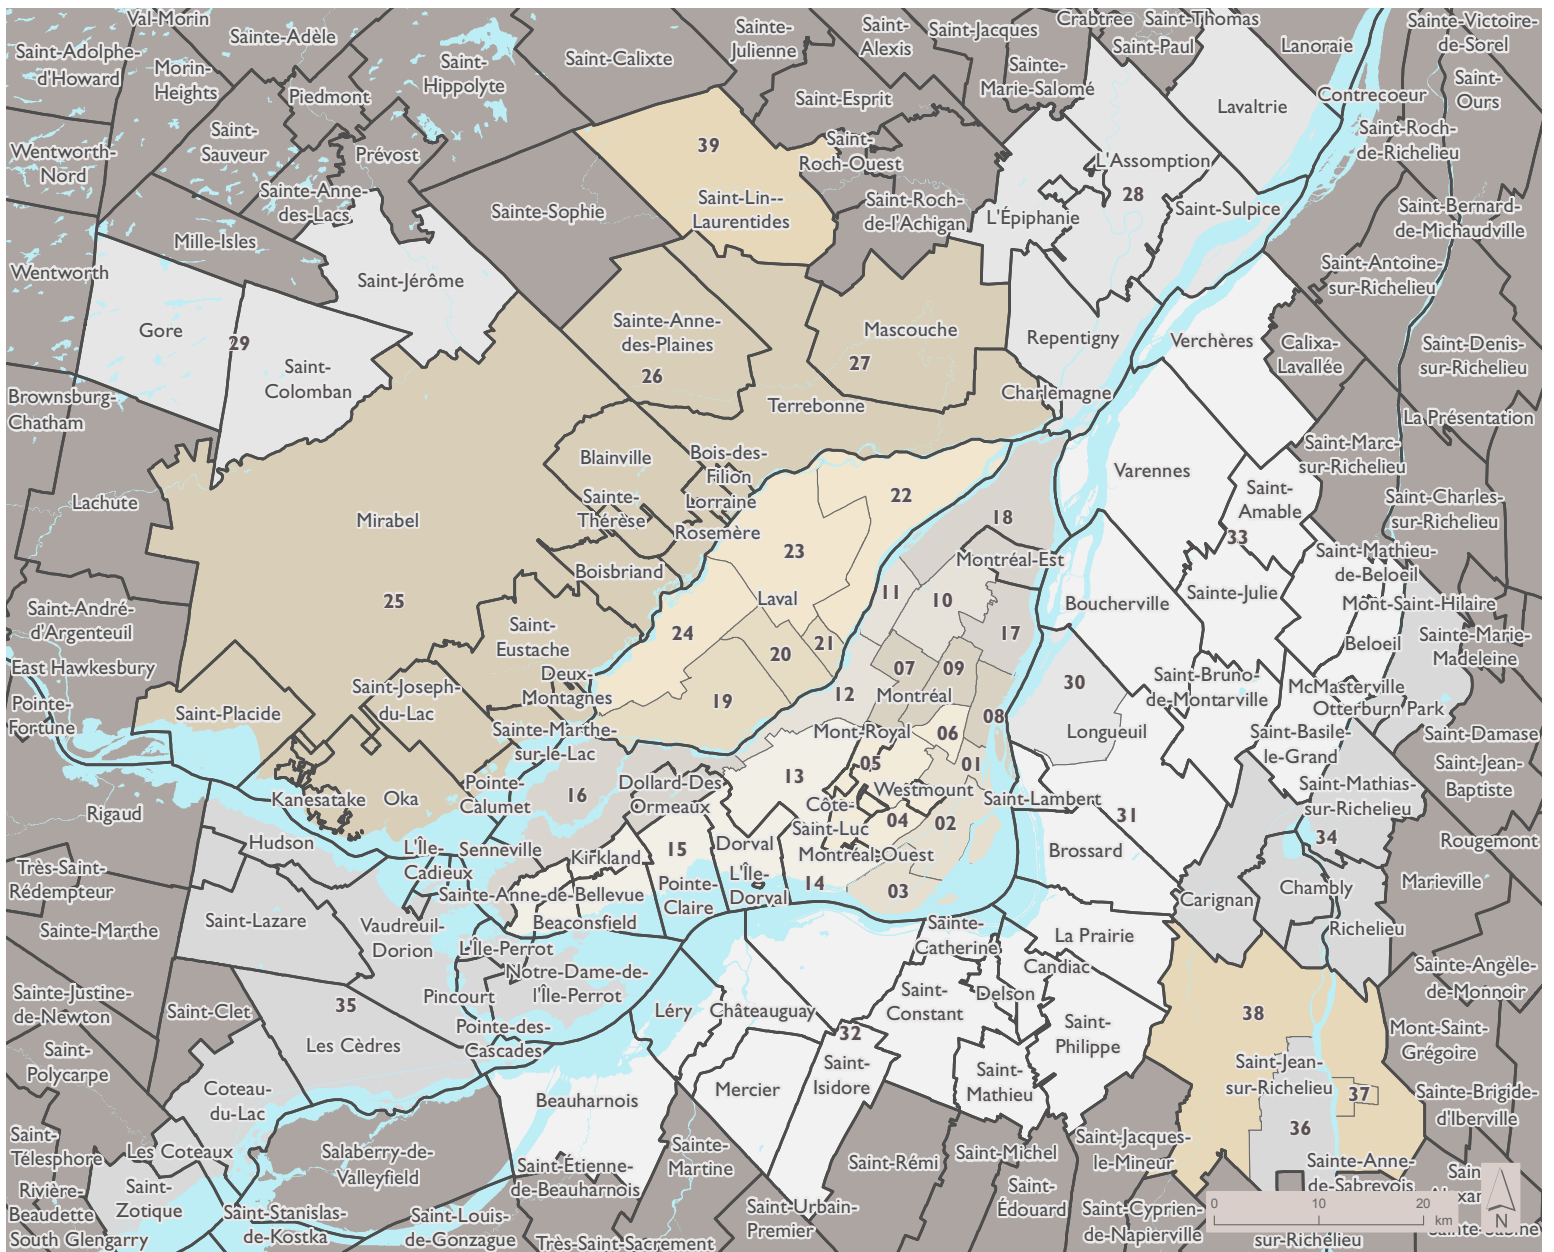 Val-Morin
Sainte-Adèle
Saint-Adolphe-
d'Howard
Morin-
Heights
Piedmont
Saint-
Hippolyte
Saint-Calixte
Sainte-
Julienne
Saint-
Alexis
Saint-Jacques
Crabtree
Saint-Thomas
Saint-Paul
Lanoraie
Sainte-Victoire-
de-Sorel
Sainte-
Marie-Salomé
Saint-
Ours
Saint-Esprit
Lavaltrie
Contrecoeur
Saint-Roch-
de-Richelieu
Wentworth-
Nord
Saint-
Sauveur
Prévost
39
Saint-
Roch-Ouest
L'Assomption
28
Sainte-Anne-
des-Lacs
Sainte-Sophie
Saint-Lin--
Laurentides
Saint-Roch-
de-l'Achigan
L'Épiphanie
Saint-Sulpice
Saint-Bernard-
de-Michaudville
Mille-Isles
Wentworth
Saint-Jérôme
Saint-Antoine-
sur-Richelieu
Gore
29
Saint-
Colomban
Sainte-Anne-
des-Plaines
26
Mascouche
27
Repentigny
Verchères
Calixa-
Lavallée
Saint-Denis-
sur-Richelieu
Brownsburg-
Chatham
Terrebonne
Charlemagne
La Présentation
Blainville
Bois-des-
Filion
Varennes
Saint-Marc-
sur-Richelieu
Lachute
Mirabel
Sainte-
Thérèse
Lorraine
Rosemère
22
18
Saint-
Amable
Saint-Charles-
sur-Richelieu
33
23
Montréal-Est
Saint-Mathieu-
de-Beloeil
Boisbriand
25
Laval
11
10
Boucherville
Sainte-Julie
Mont-Saint-Hilaire
Saint-André-
d'Argenteuil
Saint-
Eustache
24
20
21
17
Beloeil
Sainte-Marie-
Madeleine
East Hawkesbury
Deux-
Montagnes
07
09
30
Saint-Bruno-
de-Montarville
McMasterville
Otterburn Park
Pointe-
Fortune
Saint-Placide
Saint-Joseph-
du-Lac
19
12
Montréal
08
Longueuil
Saint-Basile-
le-Grand
Saint-Damase
Sainte-Marthe-
sur-le-Lac
Mont-Royal
06
Saint-Jean-
Baptiste
Rigaud
Kanesatake
Oka
Pointe-
Calumet
16
Dollard-Des
Ormeaux
13
05
01
Westmount
Saint-Lambert
Saint-Mathias-
sur-Richelieu
31
34
Hudson
L'Île-
Cadieux
Senneville
Kirkland
15
Dorval
Côte-
Saint-Luc
04
02
Montréal-Ouest
Brossard
Rougemont
Très-Saint-
Rédempteur
Sainte-Anne-de-Bellevue
L'Île-
Dorval
14
03
Chambly
Marieville
Saint-Lazare
Vaudreuil-
Dorion
Beaconsfield
Pointe-
Claire
Carignan
Richelieu
Sainte-Marthe
L'Île-Perrot
Sainte-
Catherine
La Prairie
Notre-Dame-de-
l'Île-Perrot
Candiac
Sainte-Angèle-
de-Monnoir
Sainte-Justine-
de-Newton
Saint-Clet
35
Pincourt
Léry
Châteauguay
Saint-
Constant
Delson
38
Pointe-des-
Cascades
Les Cèdres
32
Saint-
Philippe
Mont-Saint-
Grégoire
Saint-
Polycarpe
Coteau-
du-Lac
Beauharnois
Mercier
Saint-
Isidore
Saint-
Mathieu
Saint-Jean-
sur-Richelieu
37
Sainte-Brigide-
d'Iberville
Saint-
Télesphore
Les Coteaux
Salaberry-de-
Valleyfield
Sainte-
Martine
36
Saint-Jacques-
le-Mineur
Saint-Michel
Saint-Rémi
Saint-Étienne-
de-Beauharnois
Sainte-Anne-
de-Sabrevois
Rivière-
Beaudette
Saint-
Zotique
Saint-
Édouard
Saint-Urbain-
Premier
Saint-Cyprien-
de-Napierville
South Glengarry
Saint-Stanislas-
de-Kostka
Saint-Louis-
de-Gonzague
Très-Saint-Sacrement
sur-Richelieu
0 10 20 km
N